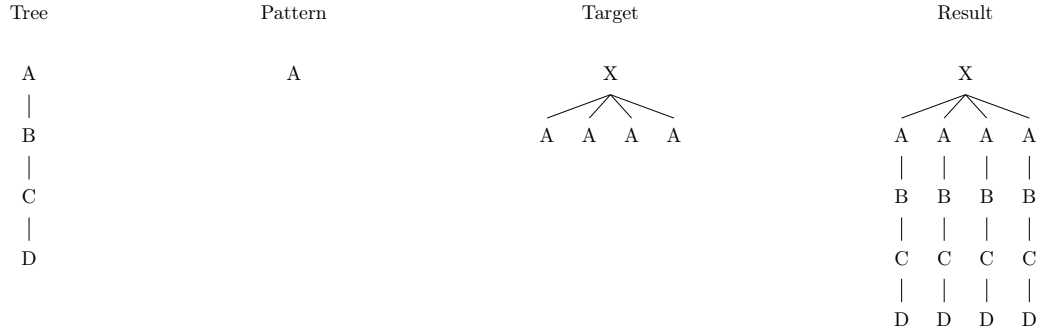 Tree Pattern Target Result
A A X X
B A A A A A A A A
C B B B B
D C C C C
D D D D